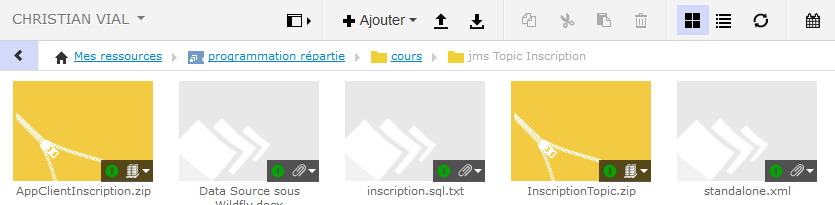 CHRISTIAN VIAL
Ajouter
Mes ressources programmation répartie cours jms Topic Inscription
AppClientInscription.zip Data Source sous inscription.sql.txt InscriptionTopic.zip standalone.xml
Wildfly.docx